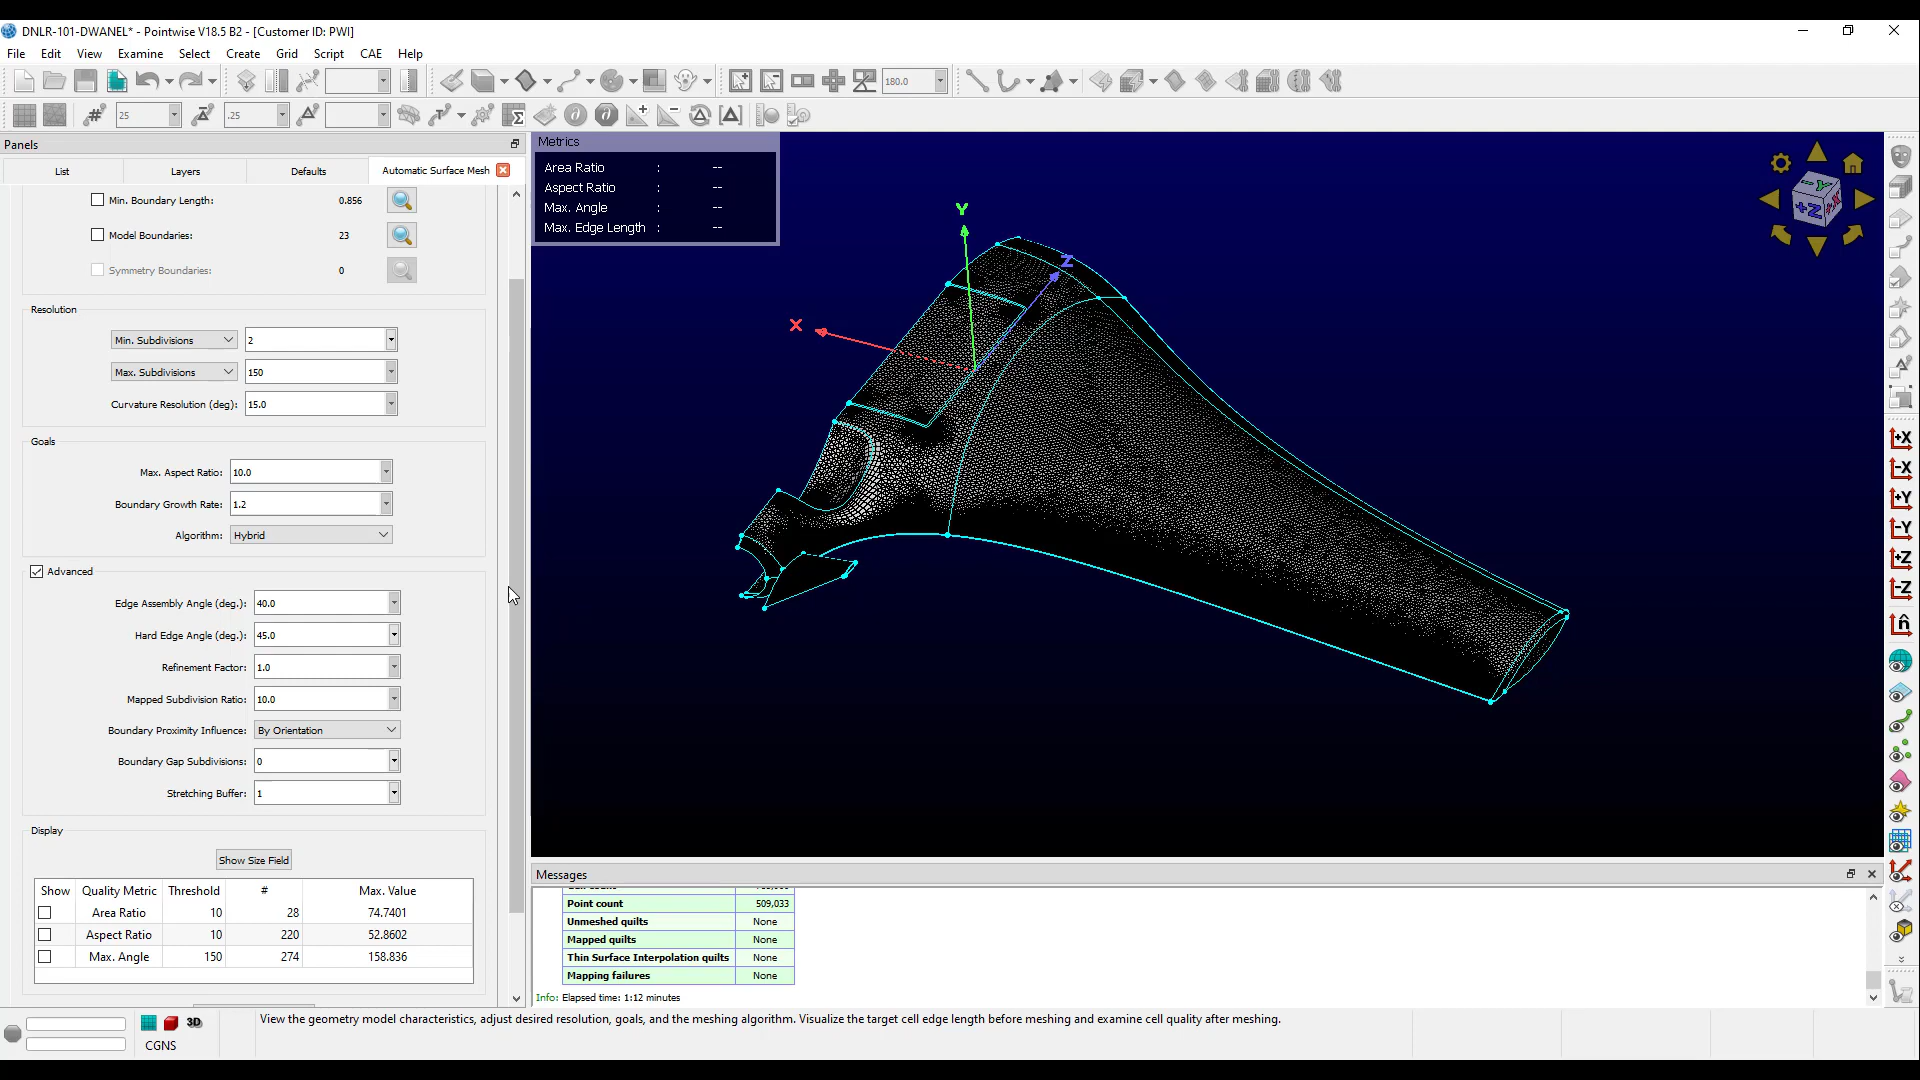 DNLR-101-DWANEL* - Pointwise V18.5 B2 - [Customer ID: PWI]
File Edit View Examine Select Create Grid Script CAE Help
180.0
25 .25
Panels
List Layers Defaults Automatic Surface Mesh
Min. Boundary Length: 0.856
Model Boundaries: 23
Symmetry Boundaries: 0
Resolution
Min. Subdivisions 2
Max. Subdivisions 150
Curvature Resolution (deg): 15.0
Goals
Max. Aspect Ratio: 10.0
Boundary Growth Rate: 1.2
Algorithm: Hybrid
Advanced
Edge Assembly Angle (deg.): 40.0
Hard Edge Angle (deg.): 45.0
Refinement Factor: 1.0
Mapped Subdivision Ratio: 10.0
Boundary Proximity Influence: By Orientation
Boundary Gap Subdivisions: 0
Stretching Buffer: 1
Display
Show Size Field
Show Quality Metric Threshold # Max. Value
Area Ratio 10 28 74.7401
Aspect Ratio 10 220 52.8602
Max. Angle 150 274 158.836
Metrics
Area Ratio : --
Aspect Ratio : --
Max. Angle : --
Max. Edge Length : --
Y
Z
X
-Y
+Z
+X
-X
+Y
-Y
+Z
-Z
n̂
Messages
Point count 509,033
Unmeshed quilts None
Mapped quilts None
Thin Surface Interpolation quilts None
Mapping failures None
Info: Elapsed time: 1:12 minutes
3D
CGNS
View the geometry model characteristics, adjust desired resolution, goals, and the meshing algorithm. Visualize the target cell edge length before meshing and examine cell quality after meshing.